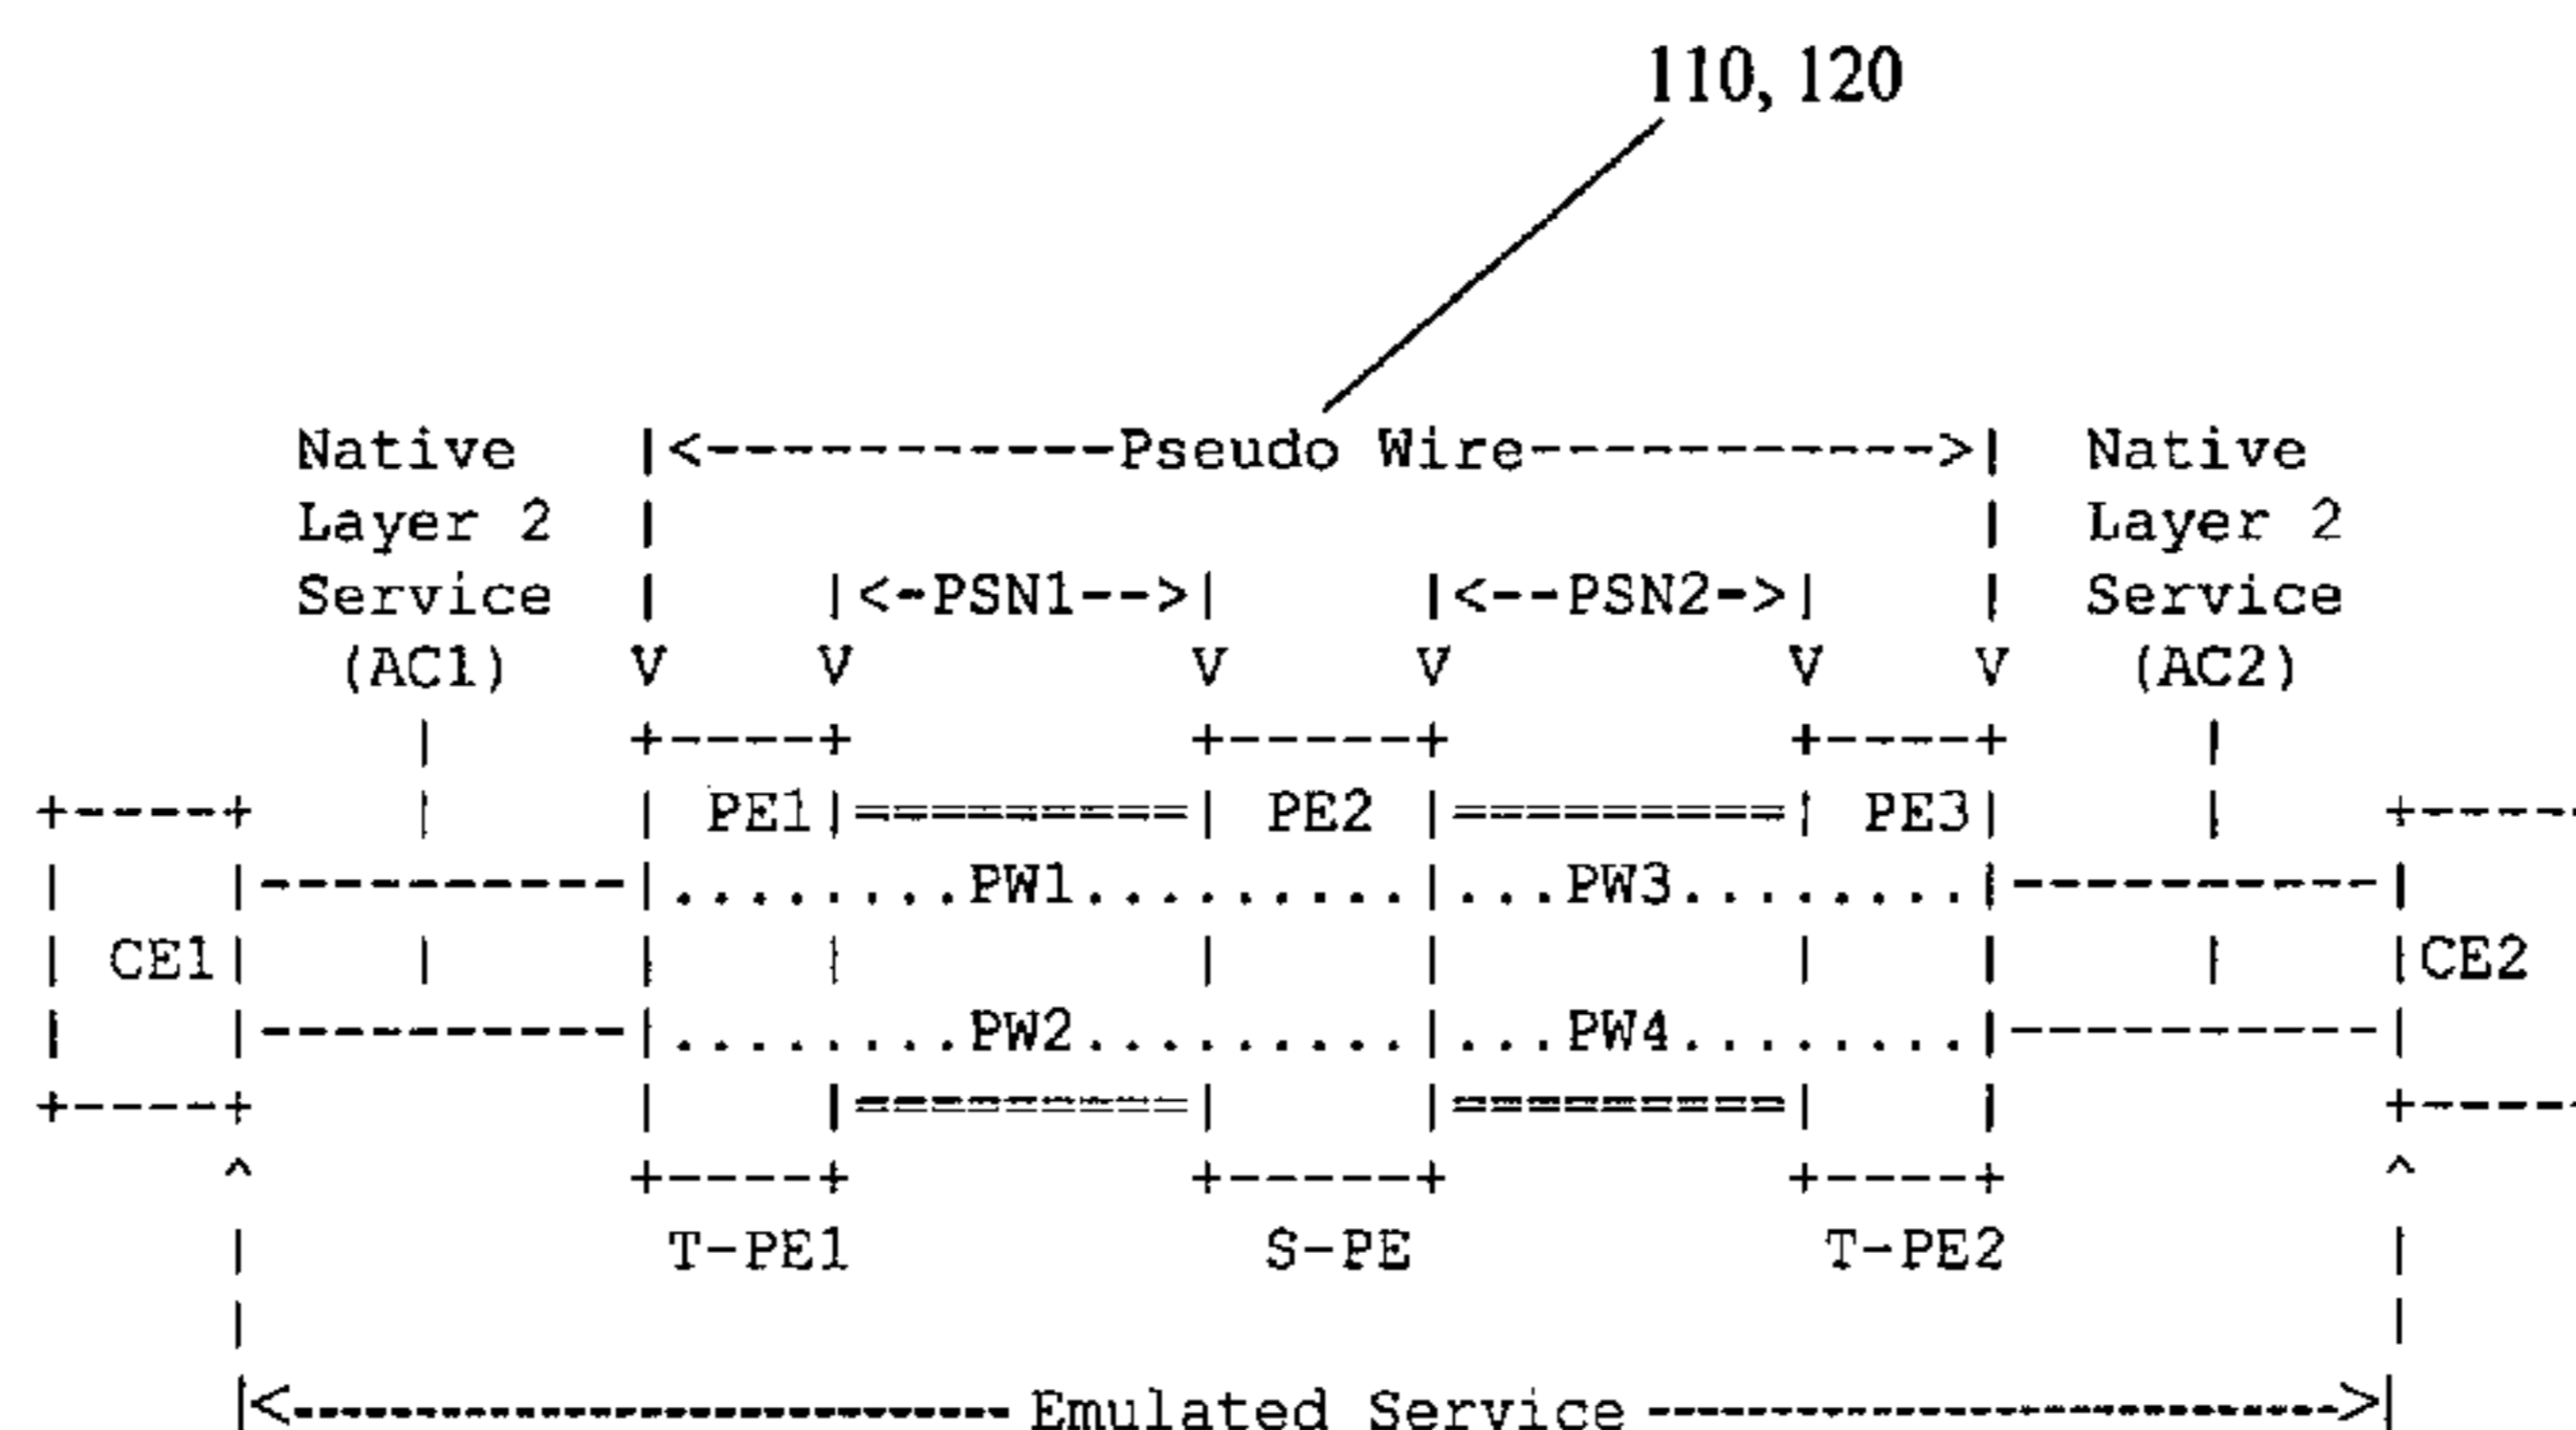 110, 120
Native |<-----------Pseudo Wire----------->| Native
Layer 2 | | Layer 2
Service | |<-PSN1-->| |<--PSN2->| | Service
(AC1) V V V V V V (AC2)
| +-----+ +------+ +-----+ |
+-----+ | | PE1|=========| PE2 |=========| PE3| | +-----
| |----------|........PW1.........|...PW3........|----------|
| CE1| | | | | | | | | |CE2
| |----------|........PW2.........|...PW4........|----------|
+-----+ | |=========| |=========| | +-----
^ +-----+ +------+ +-----+ ^
| T-PE1 S-PE T-PE2 |
| |
|<--------------------------- Emulated Service --------------------------->|